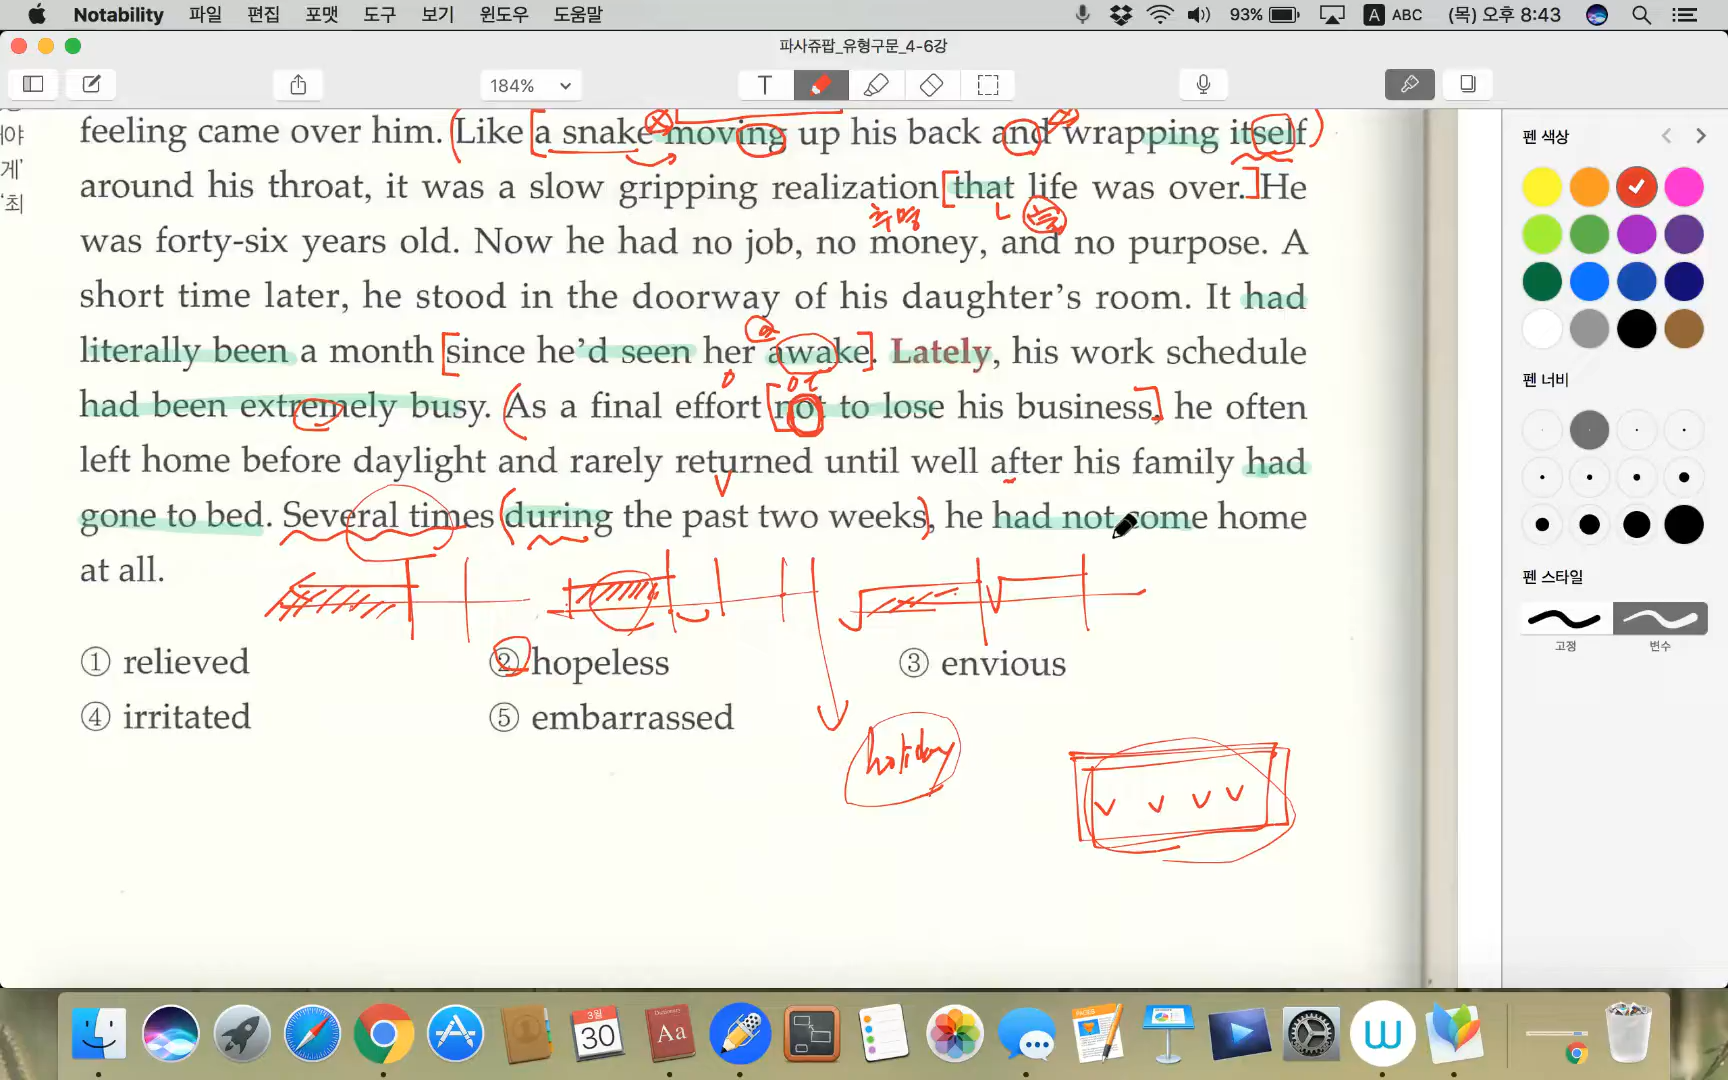 Notability 파일 편집 포맷 도구 보기 윈도우 도움말 93% A ABC (목) 오후 8:43
파사쥬팝_유형구문_4-6강
184% T
feeling came over him. Like a snake moving up his back and wrapping itself
around his throat, it was a slow gripping realization that life was over. He
was forty-six years old. Now he had no job, no money, and no purpose. A
short time later, he stood in the doorway of his daughter's room. It had
literally been a month since he'd seen her awake. Lately, his work schedule
had been extremely busy. As a final effort not to lose his business, he often
left home before daylight and rarely returned until well after his family had
gone to bed. Several times during the past two weeks, he had not come home
at all.
① relieved ② hopeless ③ envious
④ irritated ⑤ embarrassed
holiday
게'
'최
펜 색상
펜 너비
펜 스타일
고정 변수
3월
30
Aa